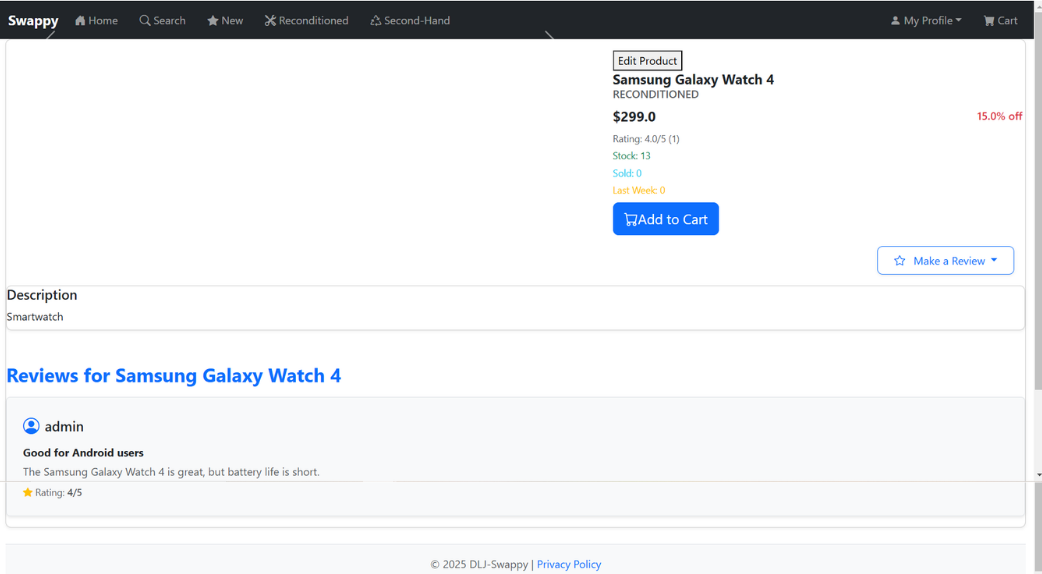 Swappy Home Search New Reconditioned Second-Hand My Profile Cart
Edit Product
Samsung Galaxy Watch 4
RECONDITIONED
$299.0 15.0% off
Rating: 4.0/5 (1)
Stock: 13
Sold: 0
Last Week: 0
Add to Cart
Make a Review
Description
Smartwatch
Reviews for Samsung Galaxy Watch 4
admin
Good for Android users
The Samsung Galaxy Watch 4 is great, but battery life is short.
Rating: 4/5
© 2025 DLJ-Swappy | Privacy Policy